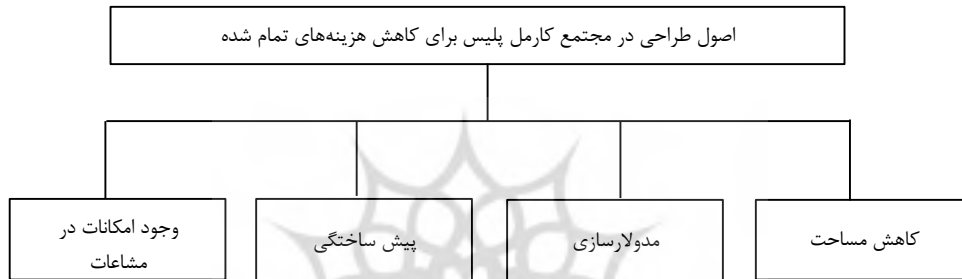 اصول طراحی در مجتمع کارمل پلیس برای کاهش هزینه‌های تمام شده
کاهش مساحت
مدولارسازی
پیش ساختگی
وجود امکانات در
مشاعات